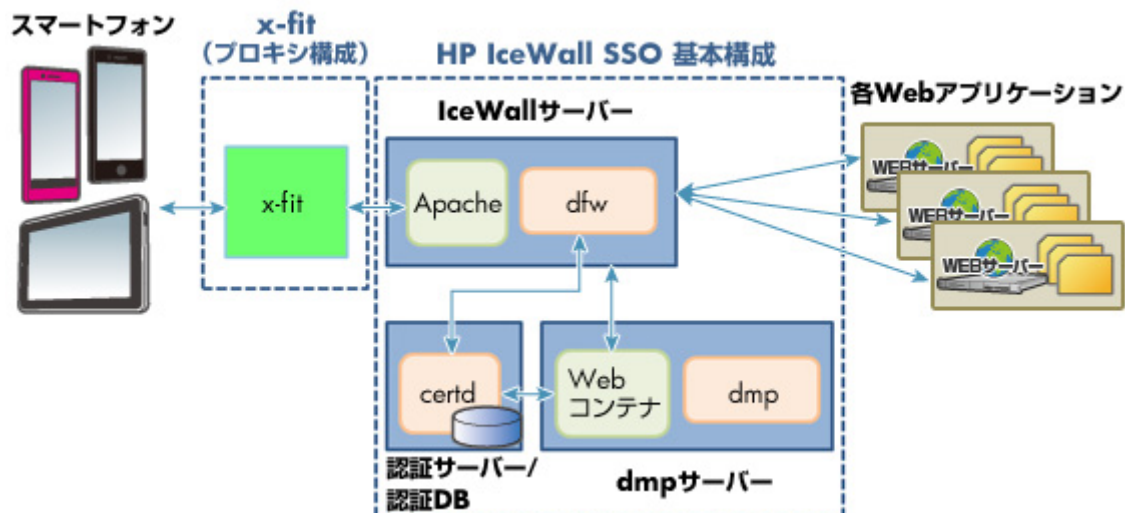 スマートフォン
x-fit
（プロキシ構成）
HP IceWall SSO 基本構成
IceWallサーバー
各Webアプリケーション
x-fit
Apache
dfw
WEBサーバー
WEBサーバー
WEBサーバー
certd
Web
コンテナ
dmp
認証サーバー/
認証DB
dmpサーバー